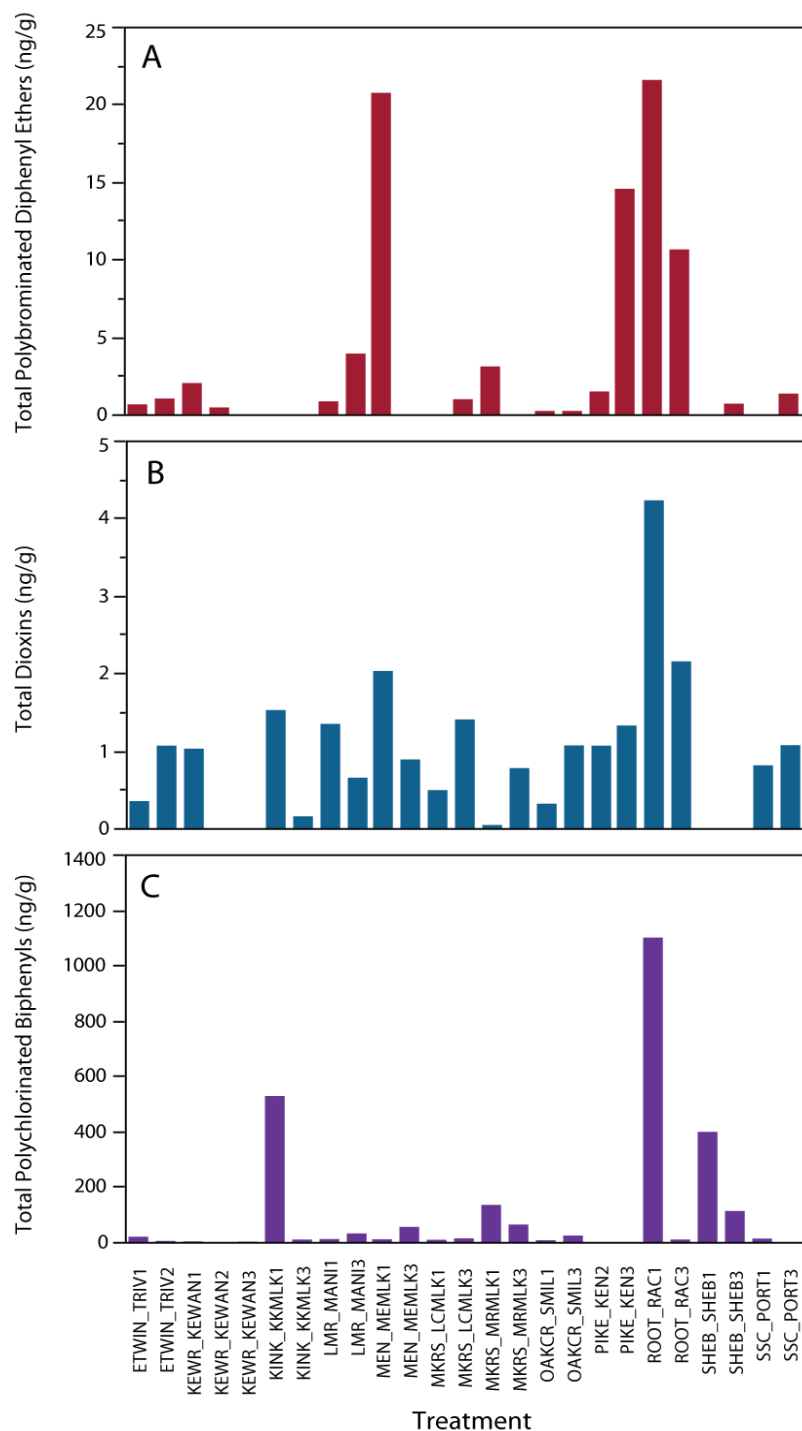 A
Total Polybrominated Diphenyl Ethers (ng/g)
25
20
15
10
5
0
B
Total Dioxins (ng/g)
5
4
3
2
1
0
C
Total Polychlorinated Biphenyls (ng/g)
1400
1200
1000
800
600
400
200
0
ETWIN_TRIV1
ETWIN_TRIV2
KEWR_KEWAN1
KEWR_KEWAN2
KEWR_KEWAN3
KINK_KKMLK1
KINK_KKMLK3
LMR_MANI1
LMR_MANI3
MEN_MEMLK1
MEN_MEMLK3
MKRS_LCMLK1
MKRS_LCMLK3
MKRS_MRMLK1
MKRS_MRMLK3
OAKCR_SMIL1
OAKCR_SMIL3
PIKE_KEN2
PIKE_KEN3
ROOT_RAC1
ROOT_RAC3
SHEB_SHEB1
SHEB_SHEB3
SSC_PORT1
SSC_PORT3
Treatment